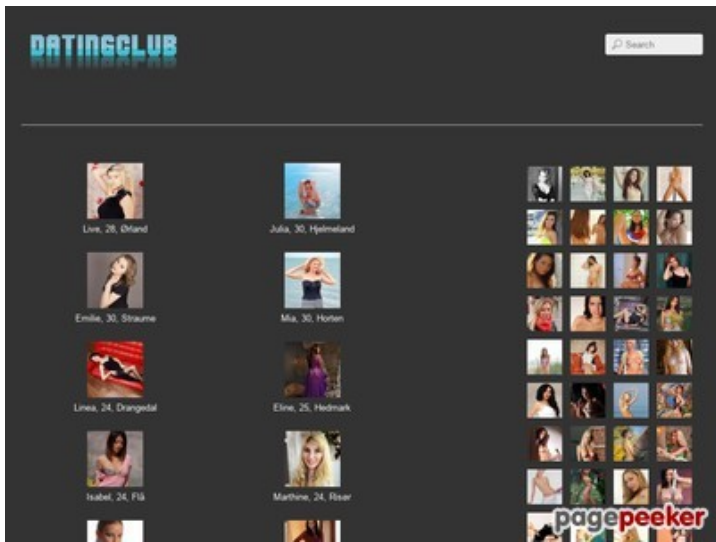 DATINGCLUB
Search
Live, 28, Ørland
Julia, 30, Hjelmeland
Emilie, 30, Straume
Mia, 30, Horten
Linea, 24, Drangedal
Eline, 25, Hedmark
Isabel, 24, Flå
Marthine, 24, Risør
pagepeeker